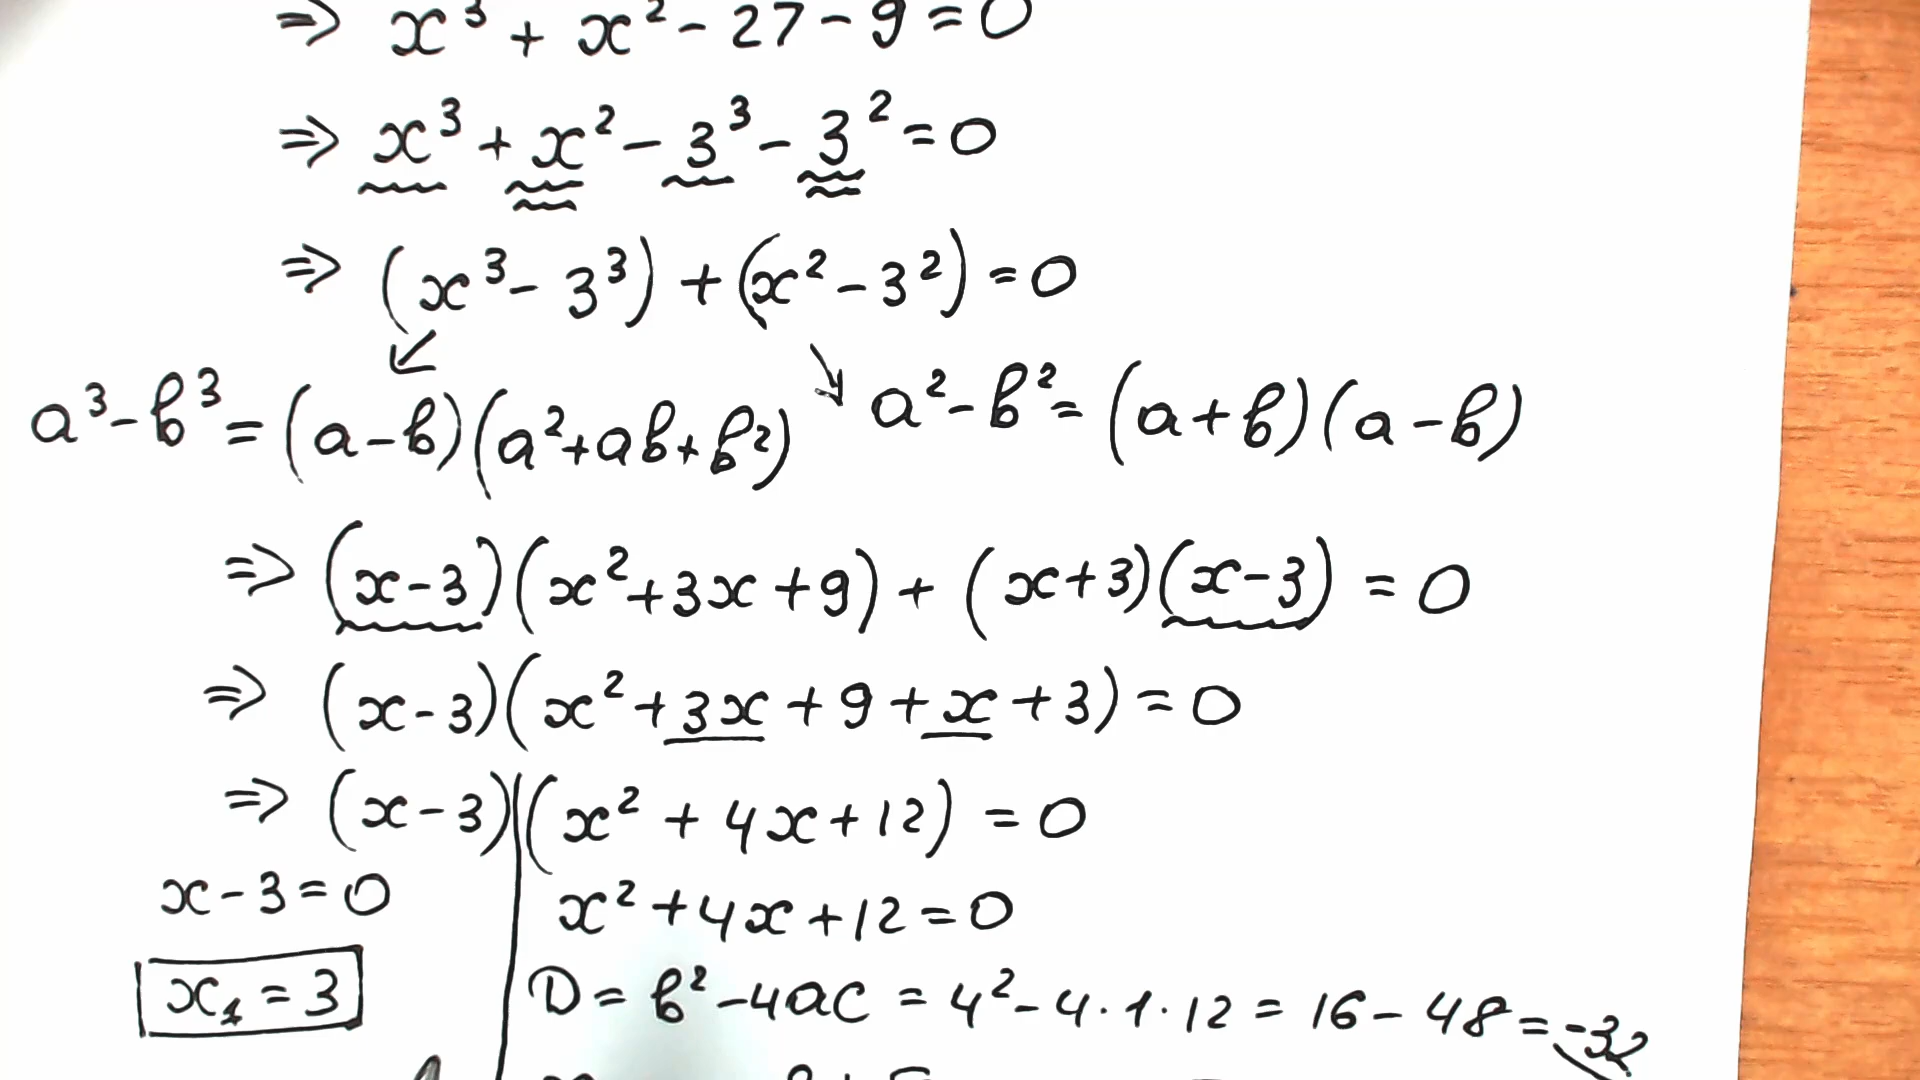 ⇒ x³ + x² - 27 - 9 = 0
⇒ x³ + x² - 3³ - 3² = 0
⇒ (x³ - 3³) + (x² - 3²) = 0
a³ - b³ = (a - b)(a² + ab + b²)
a² - b² = (a + b)(a - b)
⇒ (x - 3)(x² + 3x + 9) + (x + 3)(x - 3) = 0
⇒ (x - 3)(x² + 3x + 9 + x + 3) = 0
⇒ (x - 3)(x² + 4x + 12) = 0
x - 3 = 0
x₁ = 3
x² + 4x + 12 = 0
D = b² - 4ac = 4² - 4·1·12 = 16 - 48 = -32